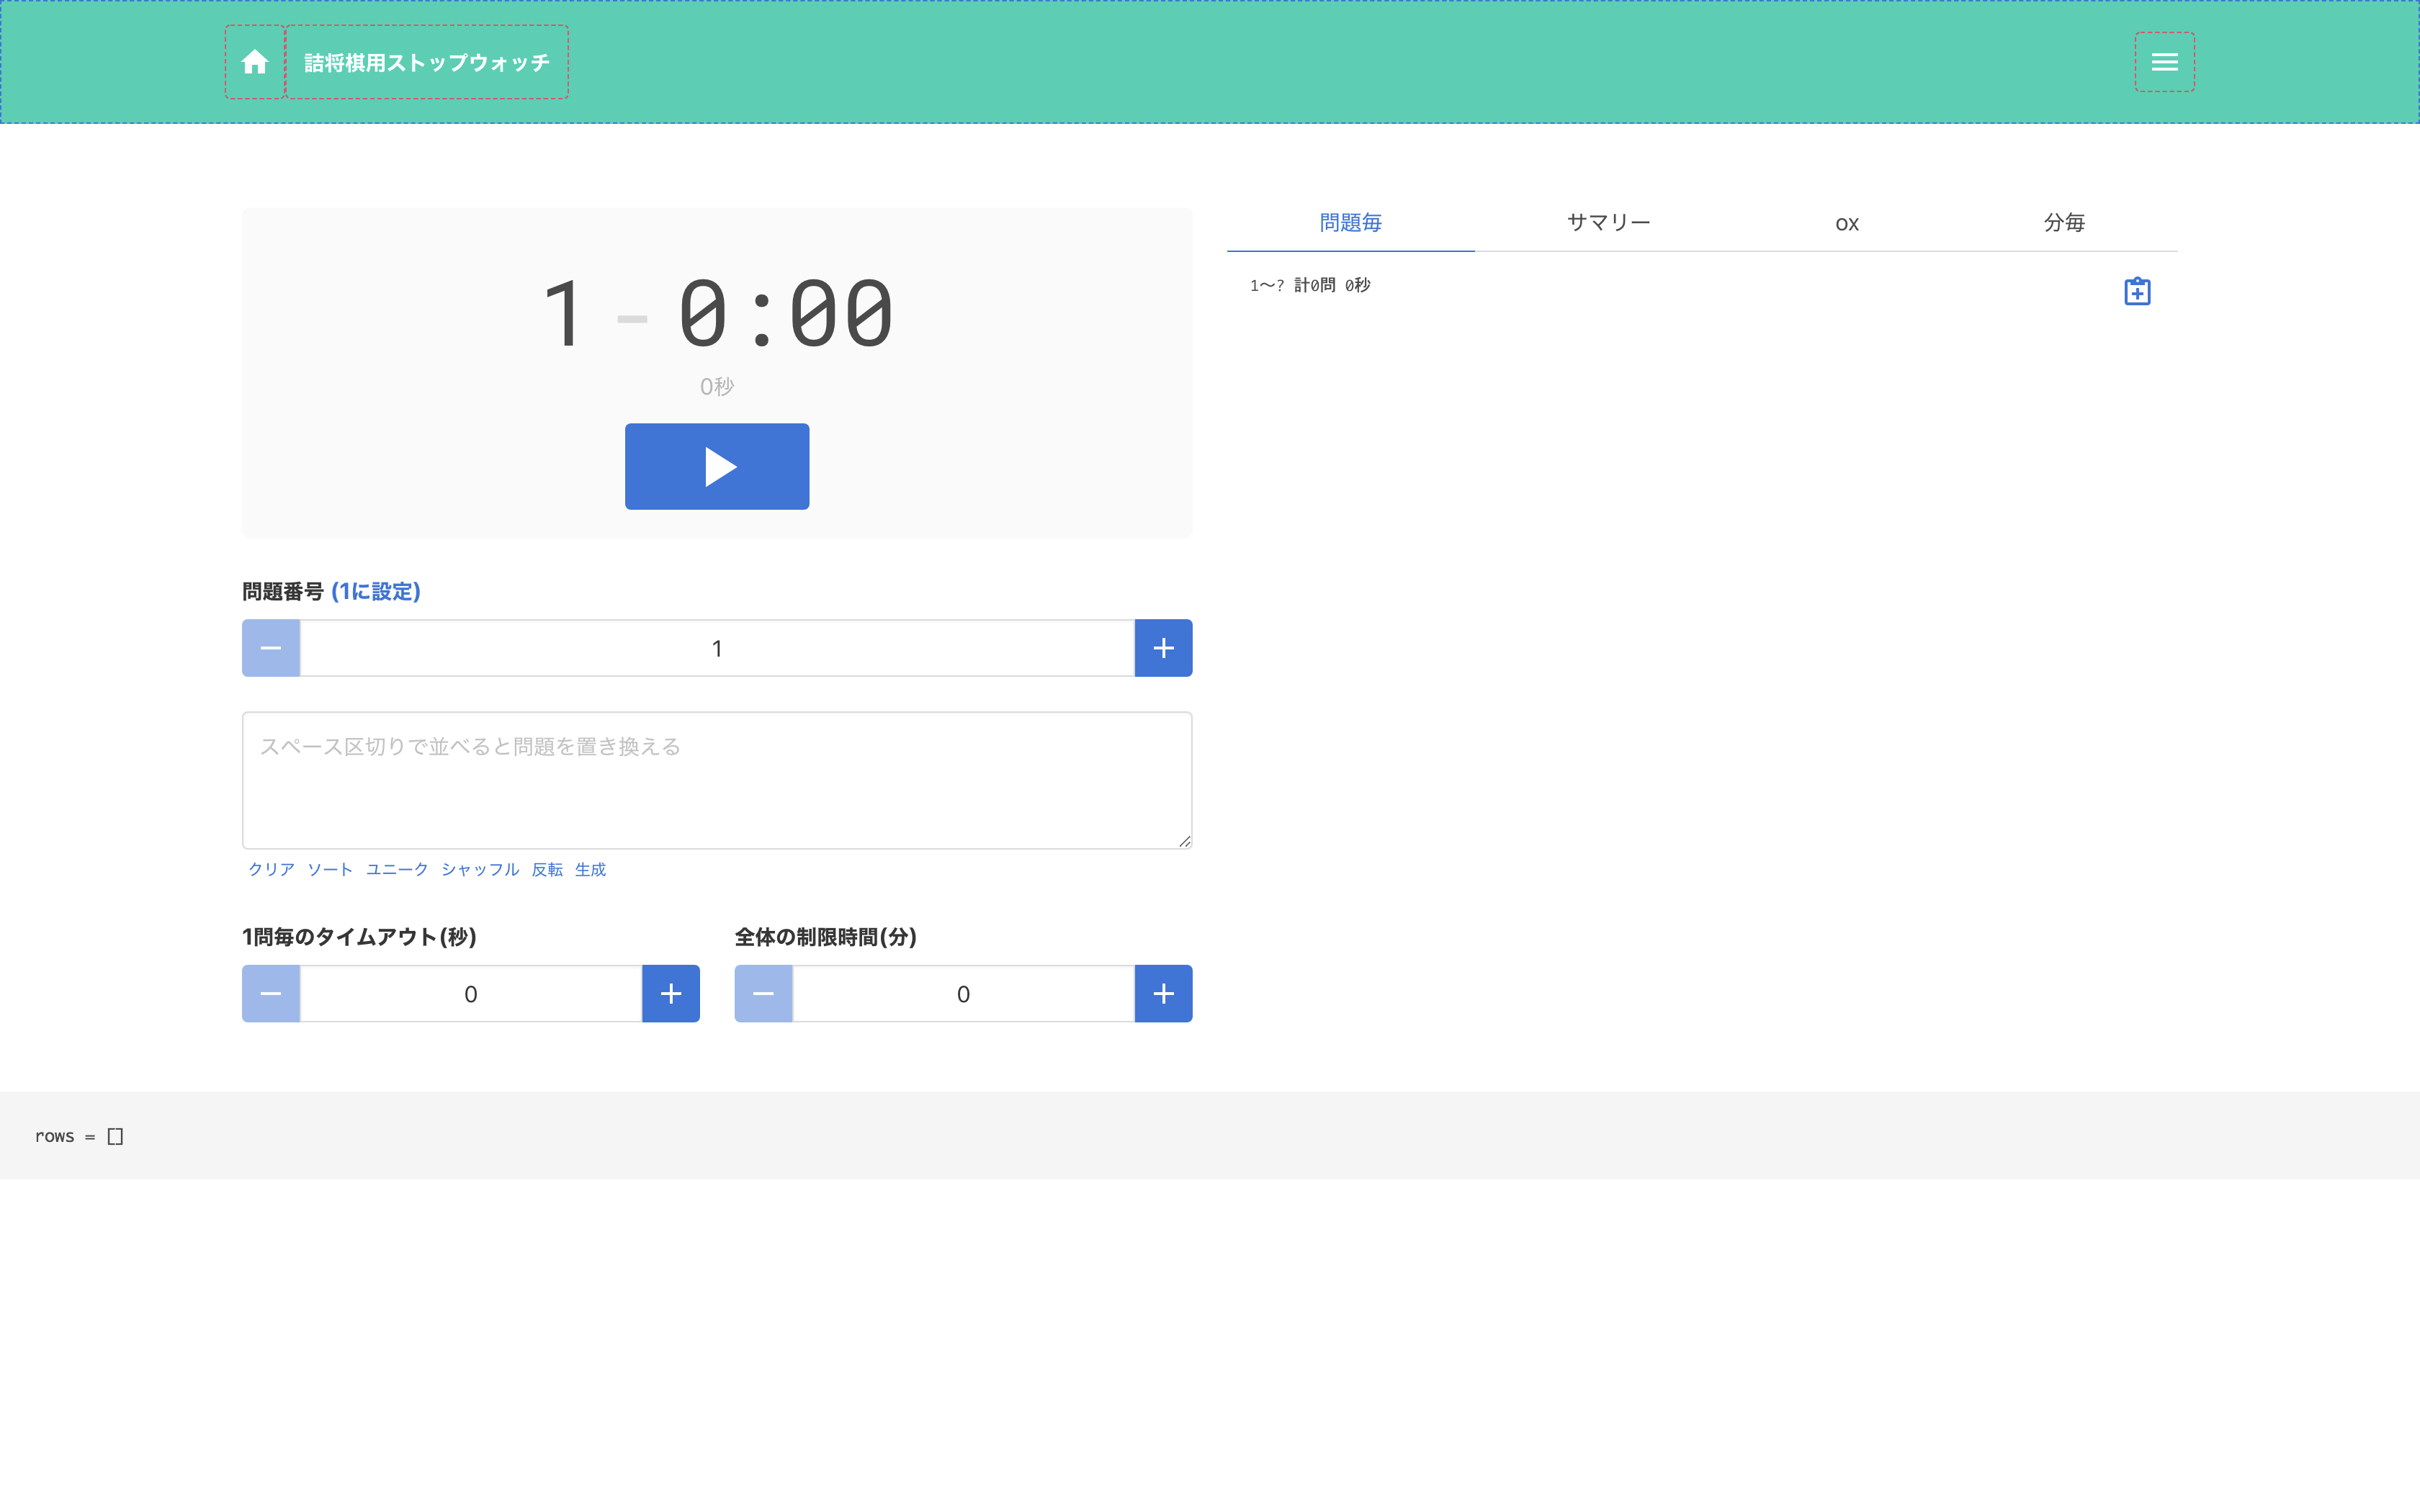 詰将棋用ストップウォッチ
1 - 0:00
0秒
問題番号 (1に設定)
1
スペース区切りで並べると問題を置き換える
クリア ソート ユニーク シャッフル 反転 生成
1問毎のタイムアウト(秒) 全体の制限時間(分)
0 0
問題毎 サマリー ox 分毎
1〜? 計0問 0秒
rows = []